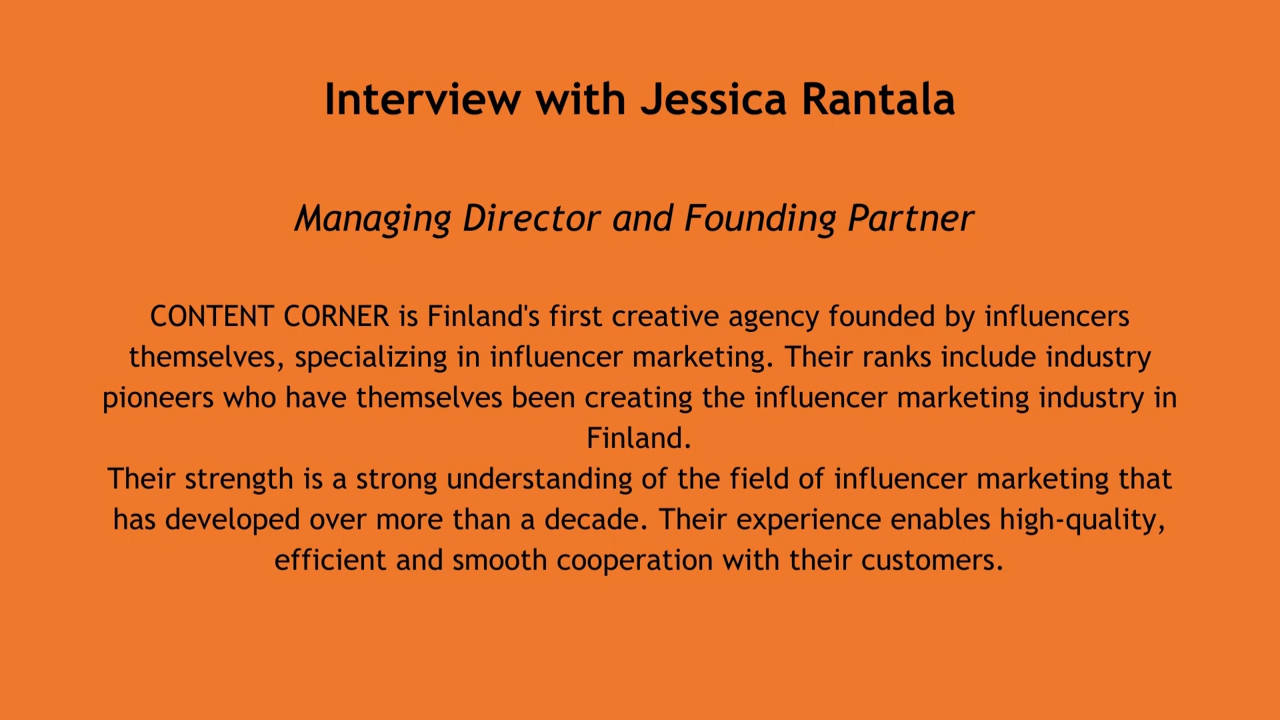 Interview with Jessica Rantala
Managing Director and Founding Partner
CONTENT CORNER is Finland's first creative agency founded by influencers
themselves, specializing in influencer marketing. Their ranks include industry
pioneers who have themselves been creating the influencer marketing industry in
Finland.
Their strength is a strong understanding of the field of influencer marketing that
has developed over more than a decade. Their experience enables high-quality,
efficient and smooth cooperation with their customers.